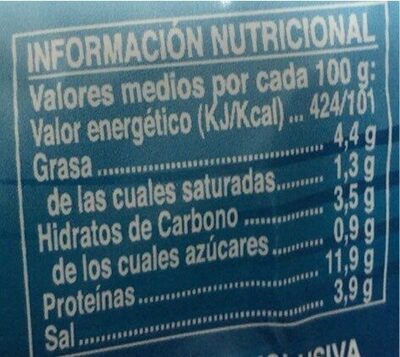 INFORMACIÓN NUTRICIONAL
Valores medios por cada 100 g:
Valor energético (KJ/Kcal) ... 424/101
Grasa .......................... 4,4 g
de las cuales saturadas......... 1,3 g
Hidratos de Carbono ............ 3,5 g
de los cuales azúcares ......... 0,9 g
Proteínas....................... 11,9 g
Sal............................. 3,9 g